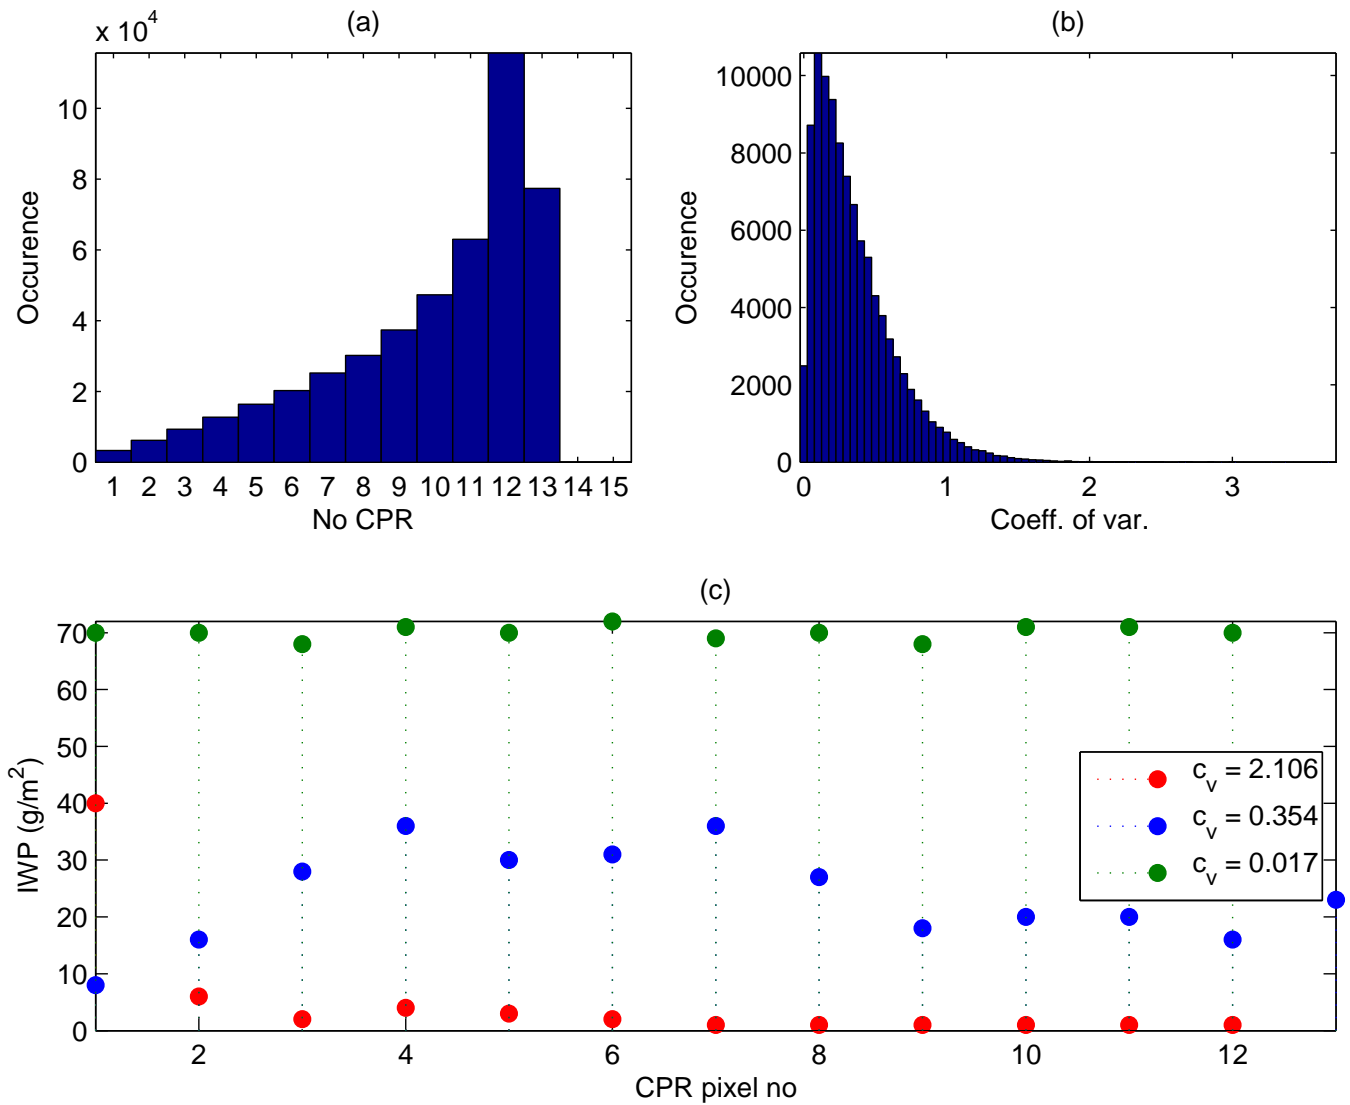 (a)
x 10^4
10
8
6
4
2
0
Occurence
1 2 3 4 5 6 7 8 9 10 11 12 13 14 15
No CPR
(b)
10000
8000
6000
4000
2000
0
Occurence
0 1 2 3
Coeff. of var.
(c)
70
60
50
40
30
20
10
0
IWP (g/m^2)
c_v = 2.106
c_v = 0.354
c_v = 0.017
2 4 6 8 10 12
CPR pixel no